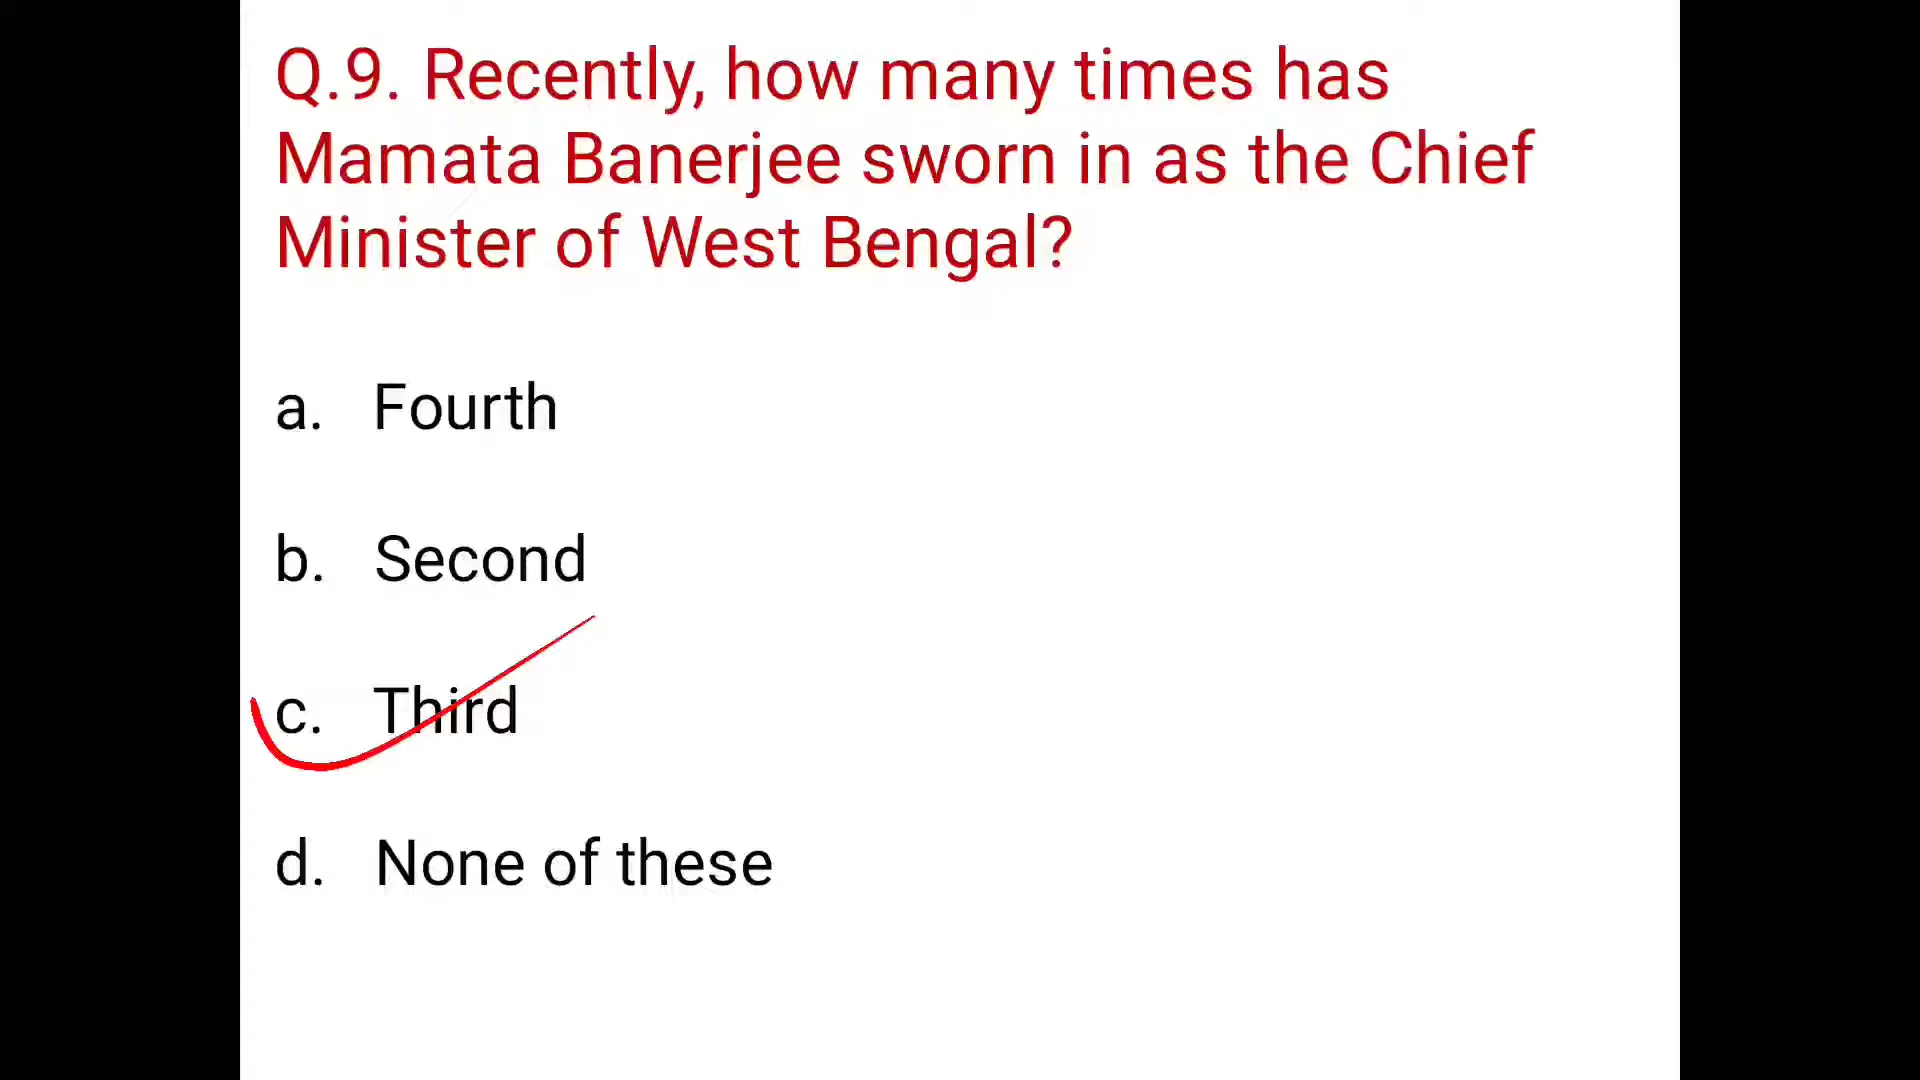 Q.9. Recently, how many times has
Mamata Banerjee sworn in as the Chief
Minister of West Bengal?
a. Fourth
b. Second
c. Third
d. None of these